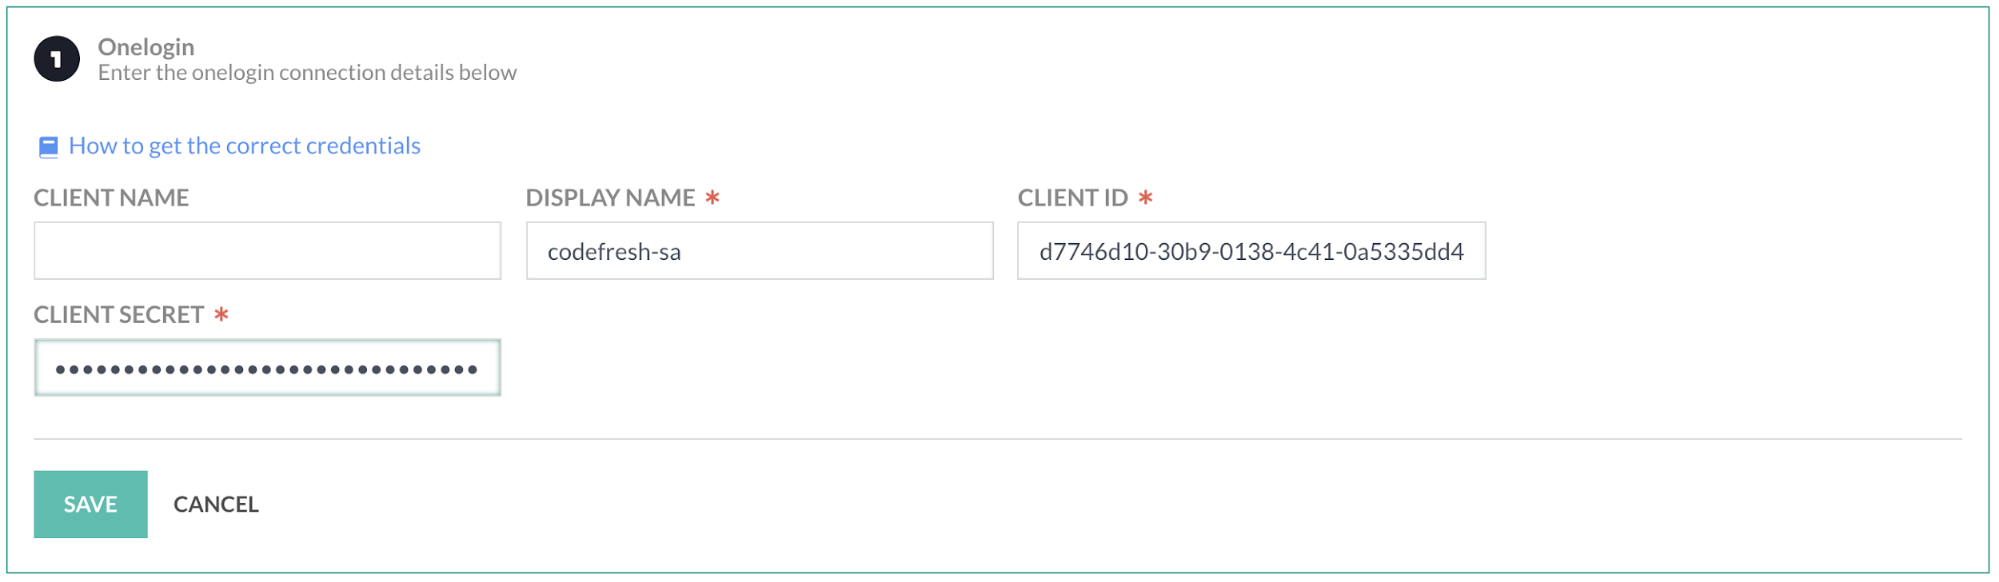 1
Onelogin
Enter the onelogin connection details below
How to get the correct credentials
CLIENT NAME
DISPLAY NAME *
CLIENT ID *
codefresh-sa
d7746d10-30b9-0138-4c41-0a5335dd4
CLIENT SECRET *
•••••••••••••••••••••••••••••••
SAVE
CANCEL